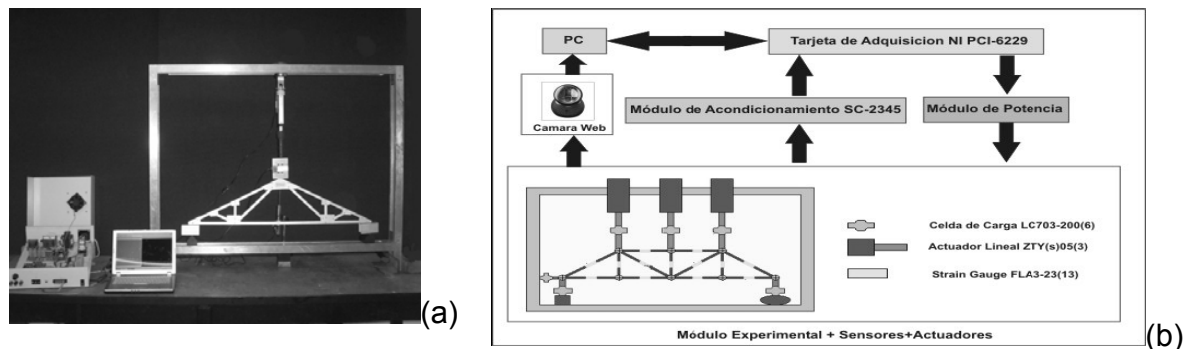 PC
Tarjeta de Adquisicion NI PCI-6229
Camara Web
Módulo de Acondicionamiento SC-2345
Módulo de Potencia
Celda de Carga LC703-200(6)
Actuador Lineal ZTY(s)05(3)
Strain Gauge FLA3-23(13)
Módulo Experimental + Sensores+Actuadores
(a)
(b)